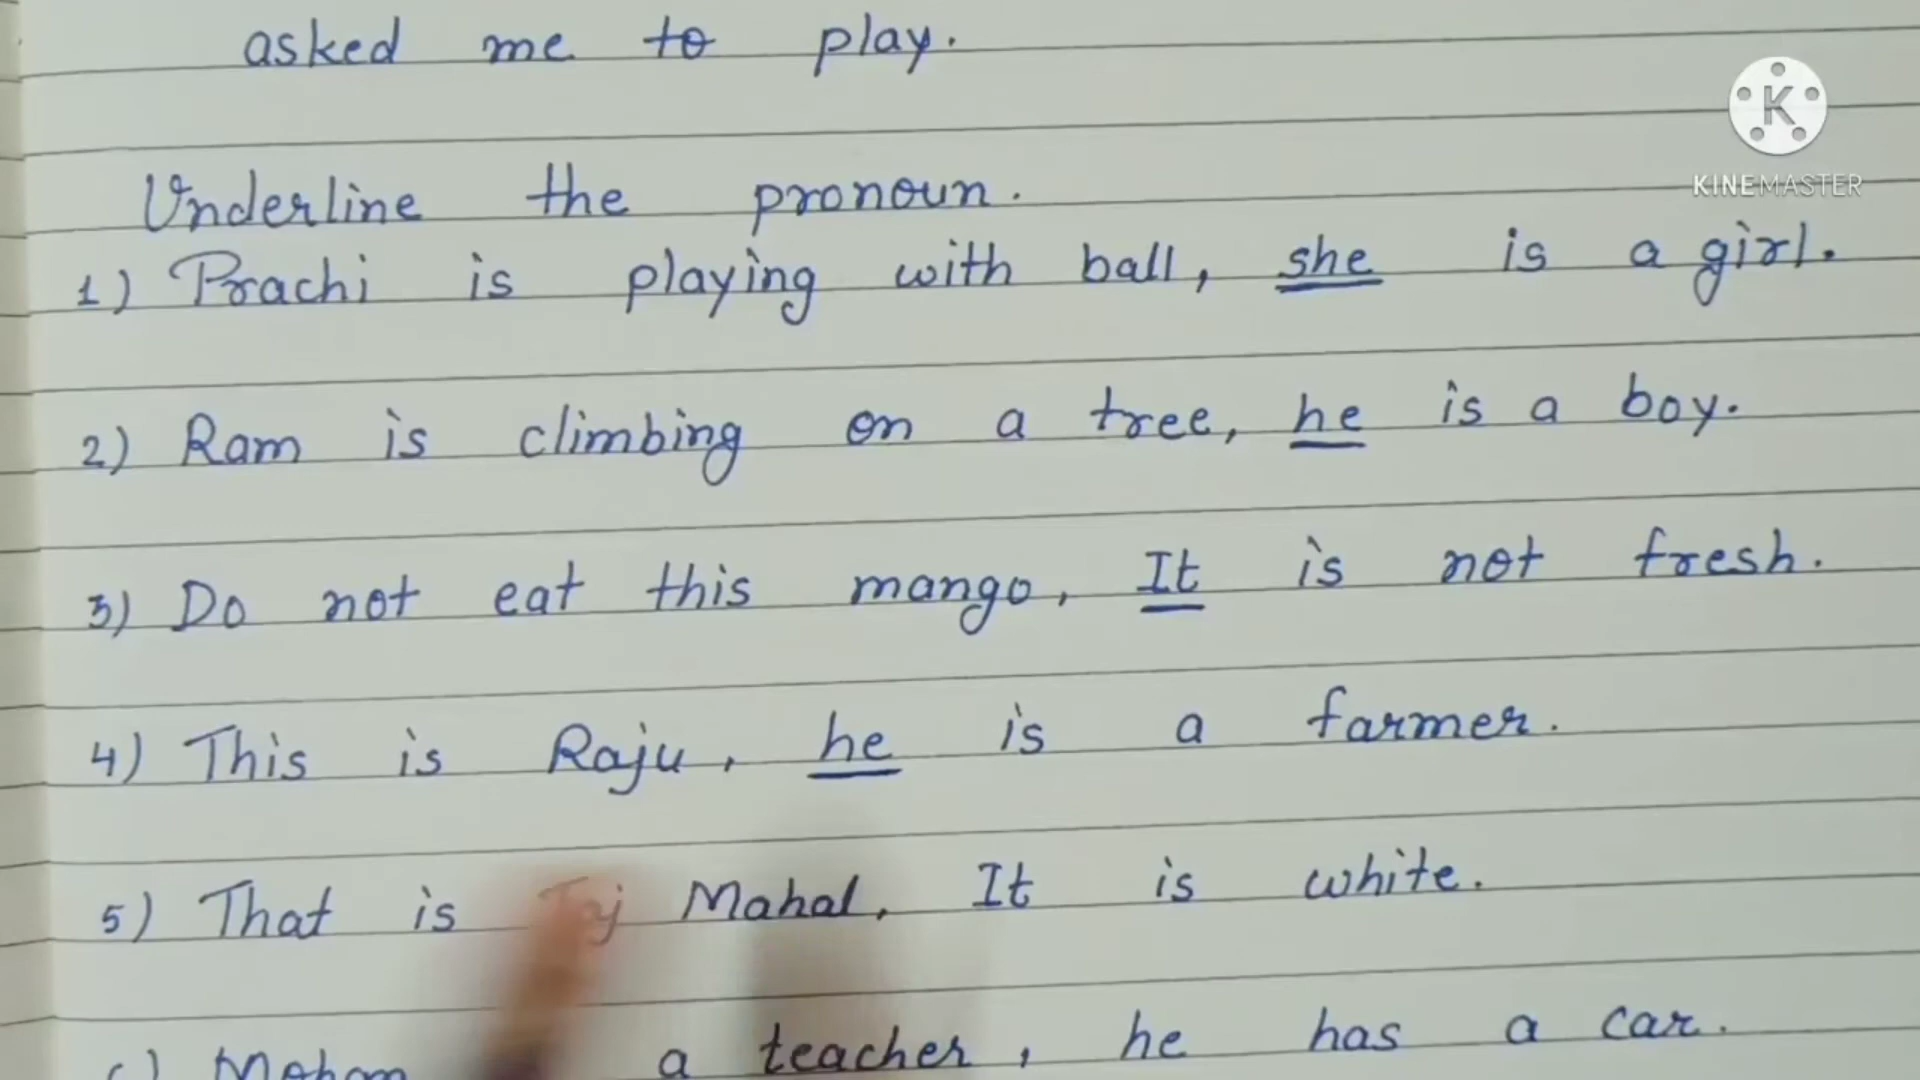 asked me to play.
KINEMASTER
Underline the pronoun.
1) Prachi is playing with ball, she is a girl.
2) Ram is climbing on a tree, he is a boy.
3) Do not eat this mango, It is not fresh.
4) This is Raju, he is a farmer.
5) That is Taj Mahal, It is white.
Mohan a teacher, he has a car.